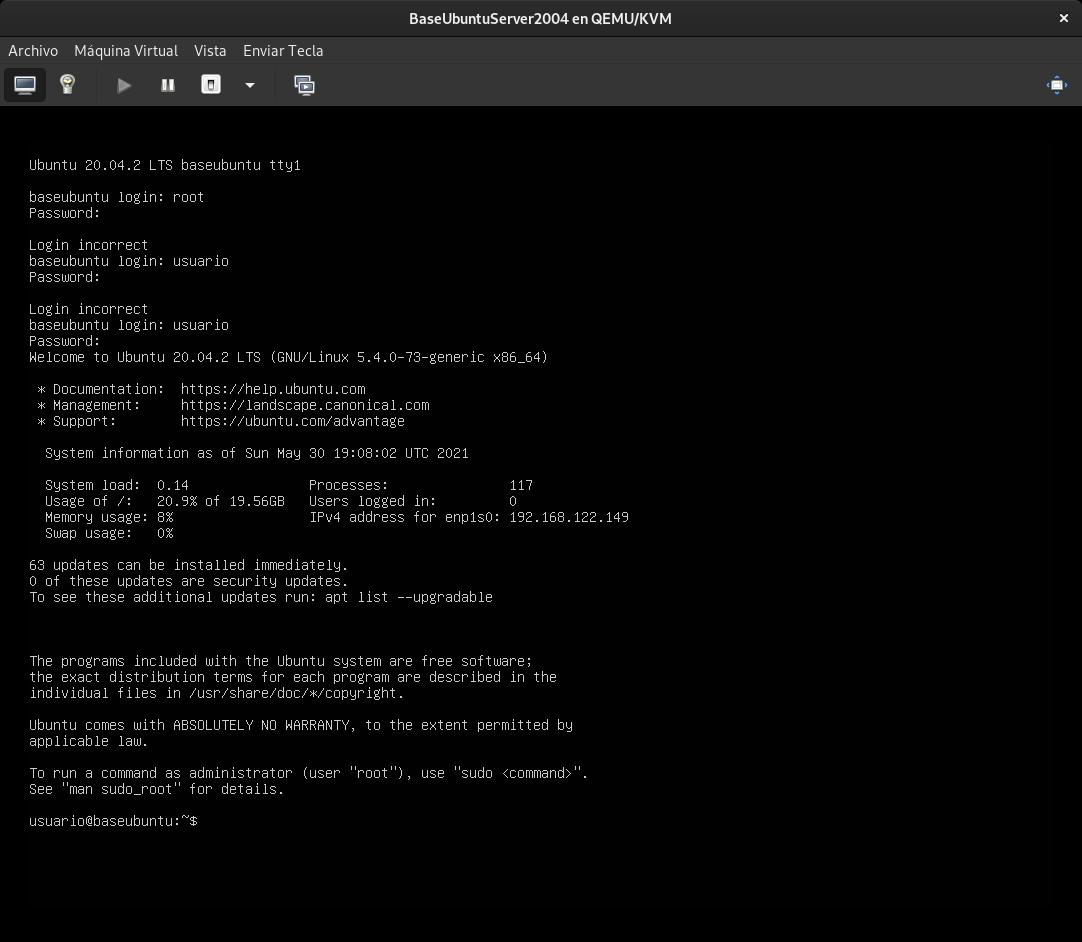 BaseUbuntuServer2004 en QEMU/KVM
Archivo Máquina Virtual Vista Enviar Tecla
Ubuntu 20.04.2 LTS baseubuntu tty1
baseubuntu login: root
Password:
Login incorrect
baseubuntu login: usuario
Password:
Login incorrect
baseubuntu login: usuario
Password:
Welcome to Ubuntu 20.04.2 LTS (GNU/Linux 5.4.0-73-generic x86_64)
* Documentation: https://help.ubuntu.com
* Management: https://landscape.canonical.com
* Support: https://ubuntu.com/advantage
System information as of Sun May 30 19:08:02 UTC 2021
System load: 0.14 Processes: 117
Usage of /: 20.9% of 19.56GB Users logged in: 0
Memory usage: 8% IPv4 address for enp1s0: 192.168.122.149
Swap usage: 0%
63 updates can be installed immediately.
0 of these updates are security updates.
To see these additional updates run: apt list --upgradable
The programs included with the Ubuntu system are free software;
the exact distribution terms for each program are described in the
individual files in /usr/share/doc/*/copyright.
Ubuntu comes with ABSOLUTELY NO WARRANTY, to the extent permitted by
applicable law.
To run a command as administrator (user "root"), use "sudo <command>".
See "man sudo_root" for details.
usuario@baseubuntu:~$